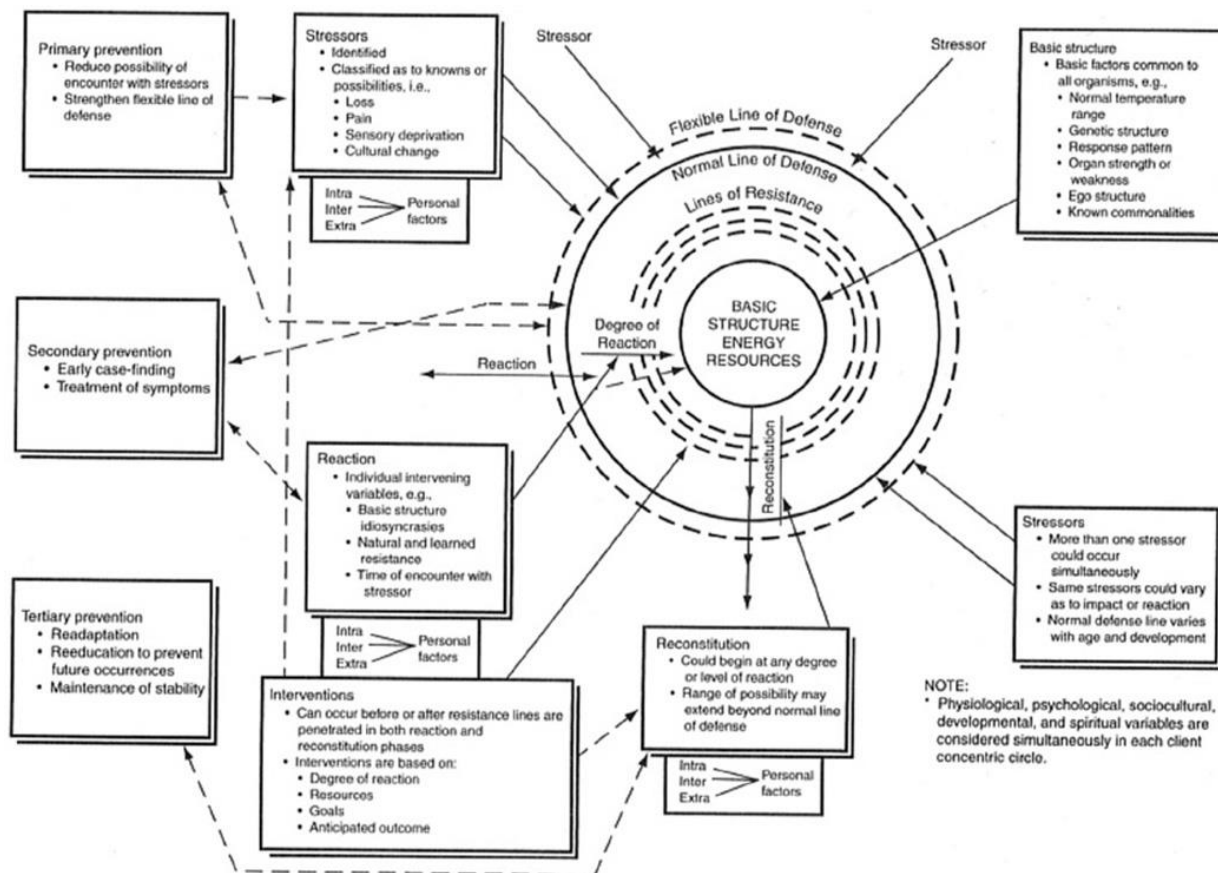 Primary prevention
• Reduce possibility of
encounter with stressors
• Strengthen flexible line of
defense
Stressors
• Identified
• Classified as to knowns or
possibilities, i.e.,
• Loss
• Pain
• Sensory deprivation
• Cultural change
Intra
Inter
Extra
Personal
factors
Stressor
Stressor
Basic structure
• Basic factors common to
all organisms, e.g.,
• Normal temperature
range
• Genetic structure
• Response pattern
• Organ strength or
weakness
• Ego structure
• Known commonalities
Flexible Line of Defense
Normal Line of Defense
Lines of Resistance
BASIC
STRUCTURE
ENERGY
RESOURCES
Degree of
Reaction
Reaction
Reconstitution
Secondary prevention
• Early case-finding
• Treatment of symptoms
Reaction
• Individual intervening
variables, e.g.,
• Basic structure
idiosyncrasies
• Natural and learned
resistance
• Time of encounter with
stressor
Intra
Inter
Extra
Personal
factors
Stressors
• More than one stressor
could occur
simultaneously
• Same stressors could vary
as to impact or reaction
• Normal defense line varies
with age and development
Tertiary prevention
• Readaptation
• Reeducation to prevent
future occurrences
• Maintenance of stability
Interventions
• Can occur before or after resistance lines are
penetrated in both reaction and
reconstitution phases
• Interventions are based on:
• Degree of reaction
• Resources
• Goals
• Anticipated outcome
Reconstitution
• Could begin at any degree
or level of reaction
• Range of possibility may
extend beyond normal line
of defense
Intra
Inter
Extra
Personal
factors
NOTE:
* Physiological, psychological, sociocultural,
developmental, and spiritual variables are
considered simultaneously in each client
concentric circle.